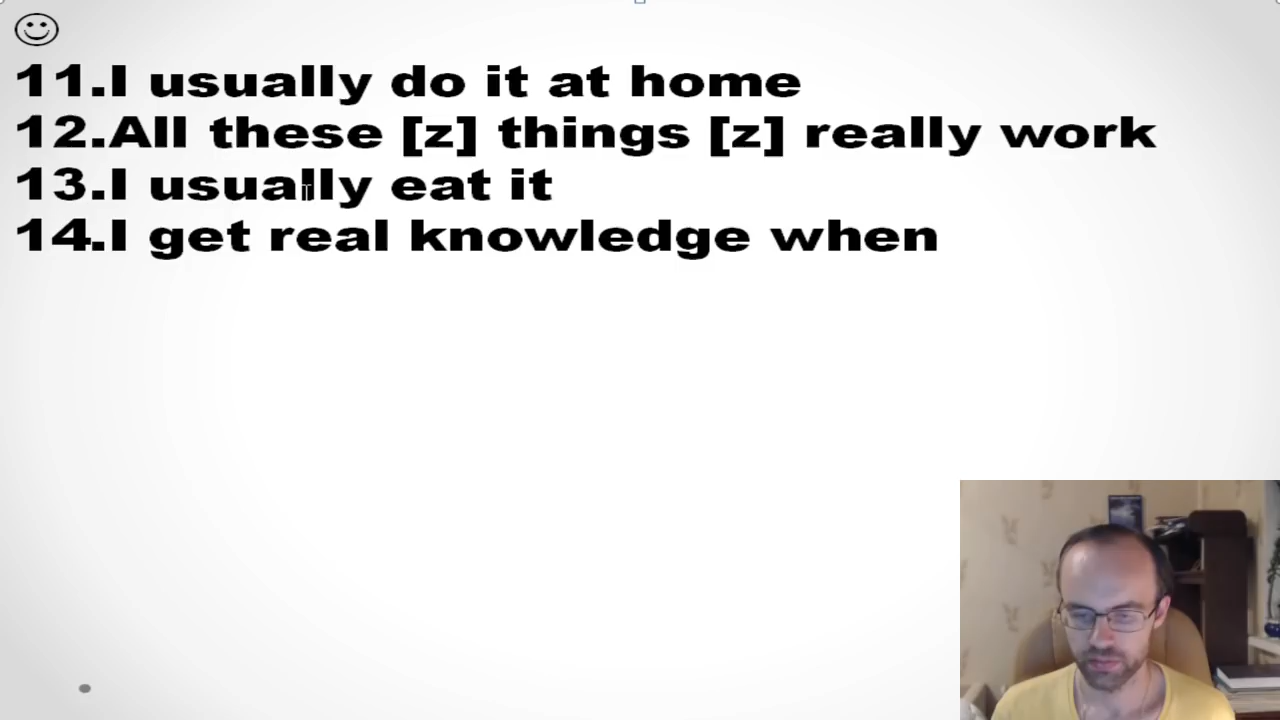 11.I usually do it at home
12.All these [z] things [z] really work
13.I usually eat it
14.I get real knowledge when